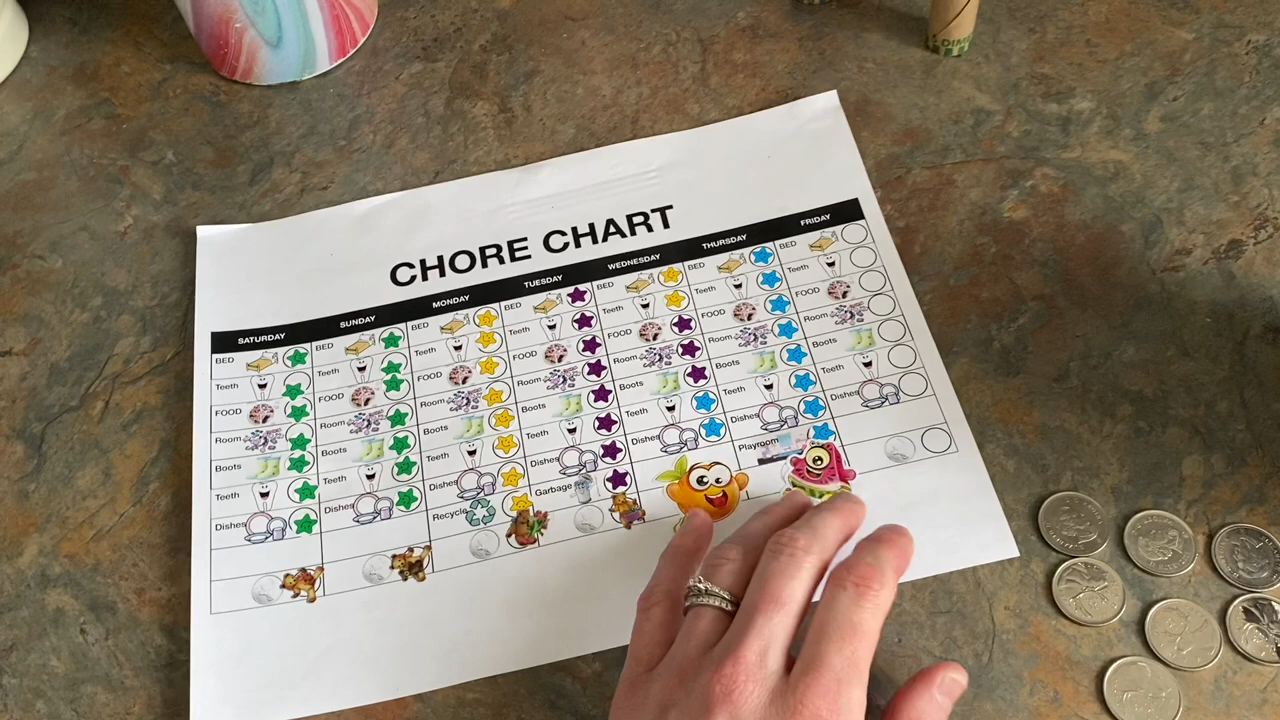 DIME
CHORE CHART
SATURDAY SUNDAY MONDAY TUESDAY WEDNESDAY THURSDAY FRIDAY
BED BED BED BED BED BED BED
Teeth Teeth Teeth Teeth Teeth Teeth Teeth
FOOD FOOD FOOD FOOD FOOD FOOD FOOD
Room Room Room Room Room Room Room
Boots Boots Boots Boots Boots Boots Boots
Teeth Teeth Teeth Teeth Teeth Teeth Teeth
Dishes Dishes Dishes Dishes Dishes Dishes Dishes
Recycle Garbage Playroom